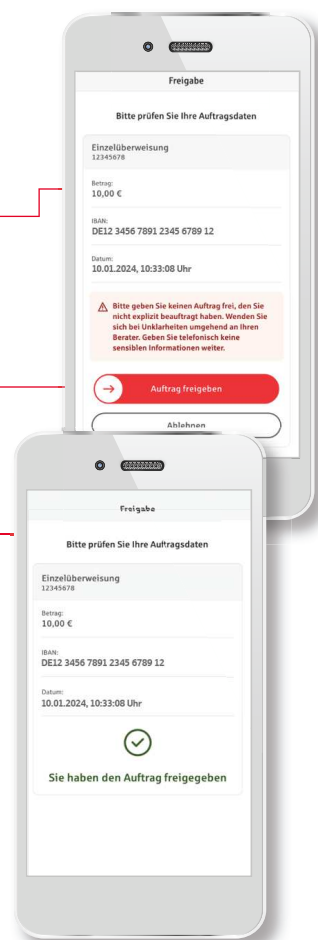 Freigabe
Bitte prüfen Sie Ihre Auftragsdaten
Einzelüberweisung
12345678
Betrag:
10,00 €
IBAN:
DE12 3456 7891 2345 6789 12
Datum:
10.01.2024, 10:33:08 Uhr
Bitte geben Sie keinen Auftrag frei, den Sie
nicht explizit beauftragt haben. Wenden Sie
sich bei Unklarheiten umgehend an Ihren
Berater. Geben Sie telefonisch keine
sensiblen Informationen weiter.
Auftrag freigeben
Ablehnen
Freigabe
Bitte prüfen Sie Ihre Auftragsdaten
Einzelüberweisung
12345678
Betrag:
10,00 €
IBAN:
DE12 3456 7891 2345 6789 12
Datum:
10.01.2024, 10:33:08 Uhr
Sie haben den Auftrag freigegeben